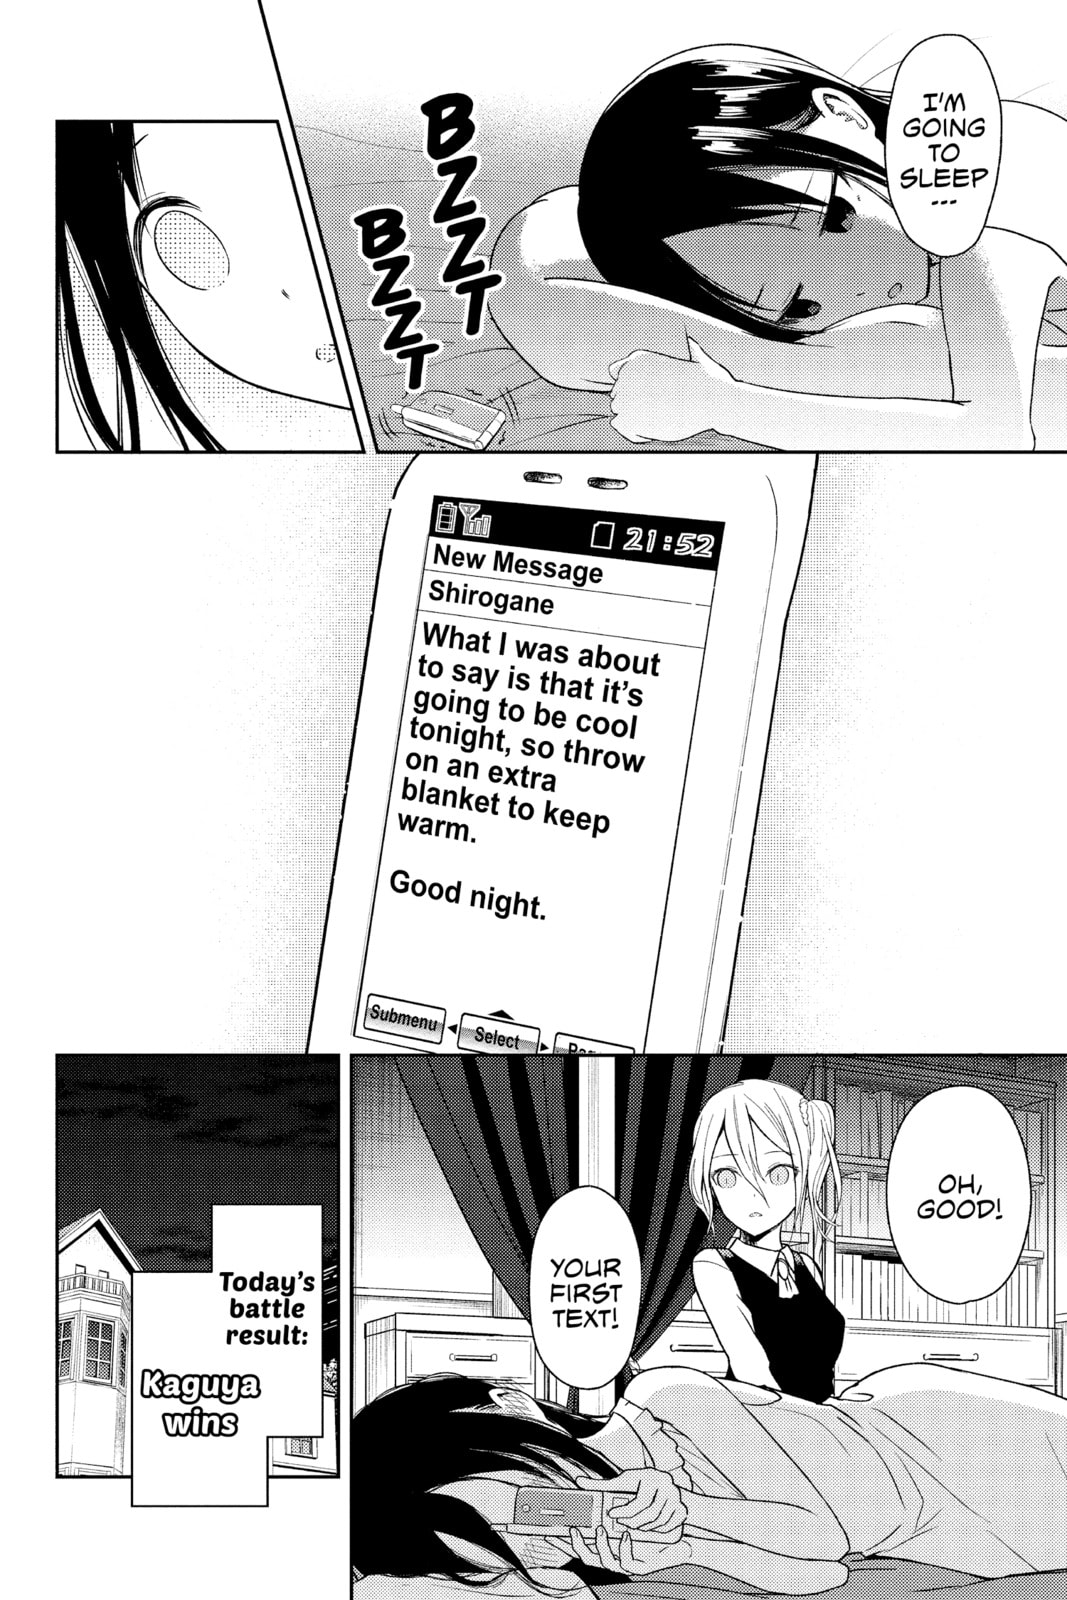 I'M
GOING
TO
SLEEP
...
BZZT
BZZT
21:52
New Message
Shirogane
What I was about
to say is that it's
going to be cool
tonight, so throw
on an extra
blanket to keep
warm.
Good night.
Submenu
Select
OH,
GOOD!
YOUR
FIRST
TEXT!
Today's
battle
result:
Kaguya
wins